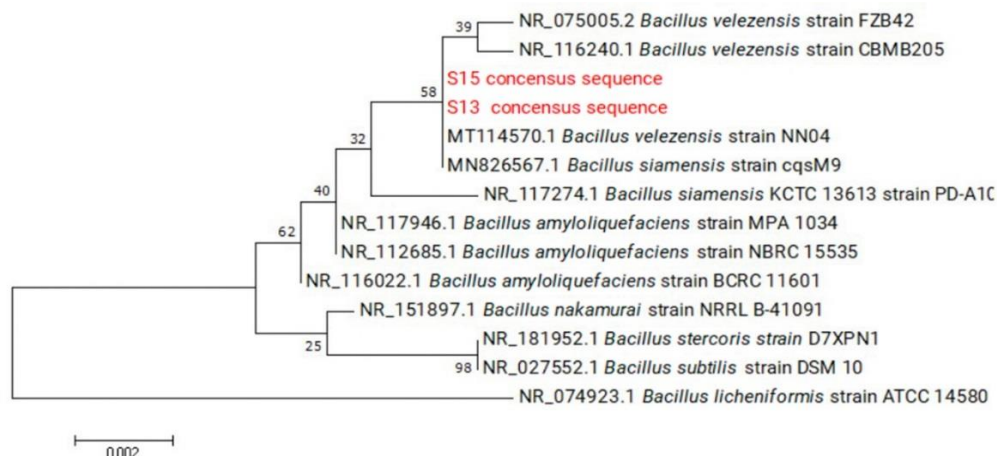 39
NR_075005.2 Bacillus velezensis strain FZB42
NR_116240.1 Bacillus velezensis strain CBMB205
S15 concensus sequence
58
S13 concensus sequence
MT114570.1 Bacillus velezensis strain NN04
32
MN826567.1 Bacillus siamensis strain cqsM9
40
NR_117274.1 Bacillus siamensis KCTC 13613 strain PD-A10
NR_117946.1 Bacillus amyloliquefaciens strain MPA 1034
62
NR_112685.1 Bacillus amyloliquefaciens strain NBRC 15535
NR_116022.1 Bacillus amyloliquefaciens strain BCRC 11601
NR_151897.1 Bacillus nakamurai strain NRRL B-41091
25
NR_181952.1 Bacillus stercoris strain D7XPN1
98
NR_027552.1 Bacillus subtilis strain DSM 10
NR_074923.1 Bacillus licheniformis strain ATCC 14580
0.002